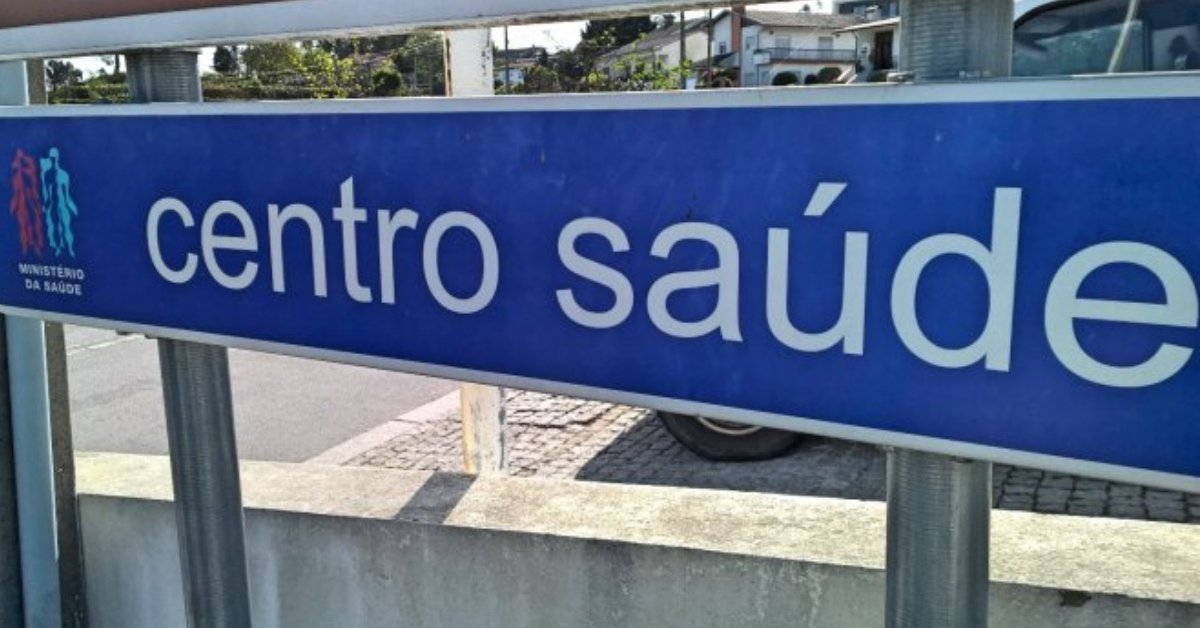 MINISTÉRIO
DA SAÚDE
centro saúde